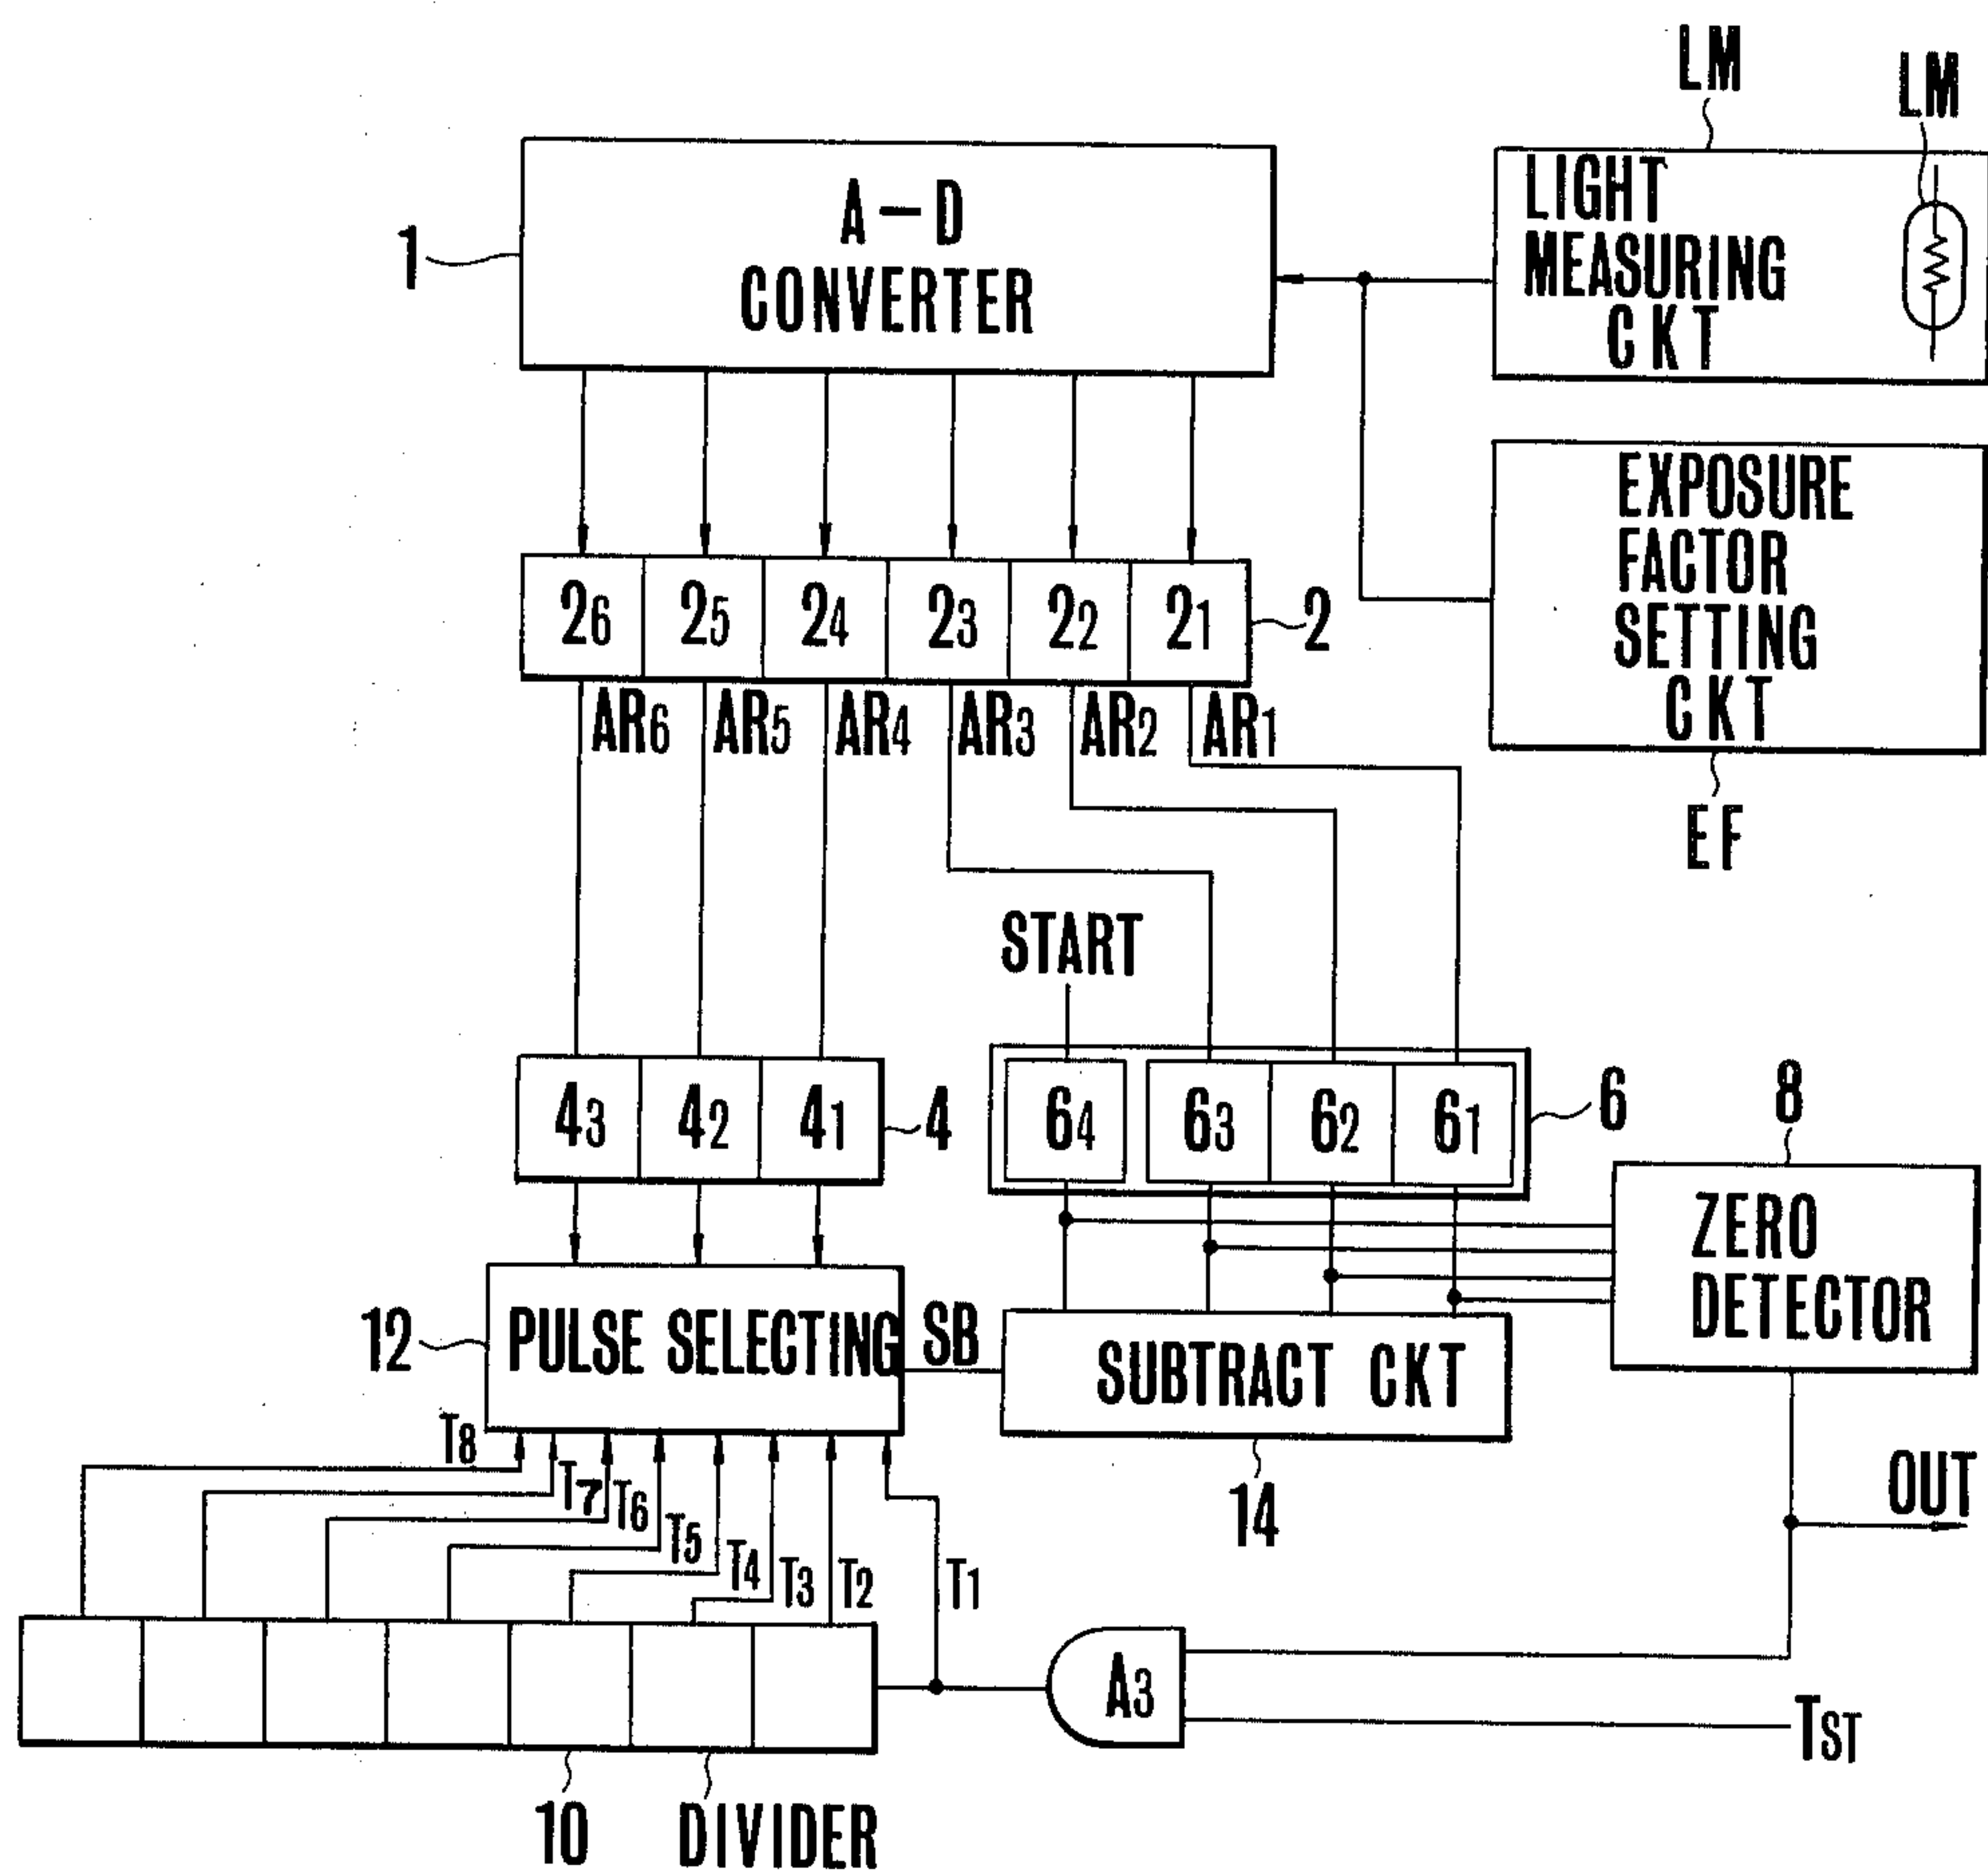 LM
LM
A-D
CONVERTER
1
LIGHT
MEASURING
CKT
EXPOSURE
FACTOR
SETTING
CKT
EF
26 25 24 23 22 21
2
AR6 AR5 AR4 AR3 AR2 AR1
START
43 42 41
4
64 63 62 61
6
8
ZERO
DETECTOR
12
PULSE SELECTING
SB
SUBTRACT CKT
14
OUT
T8 T7 T6 T5 T4 T3 T2 T1
A3
TST
10
DIVIDER